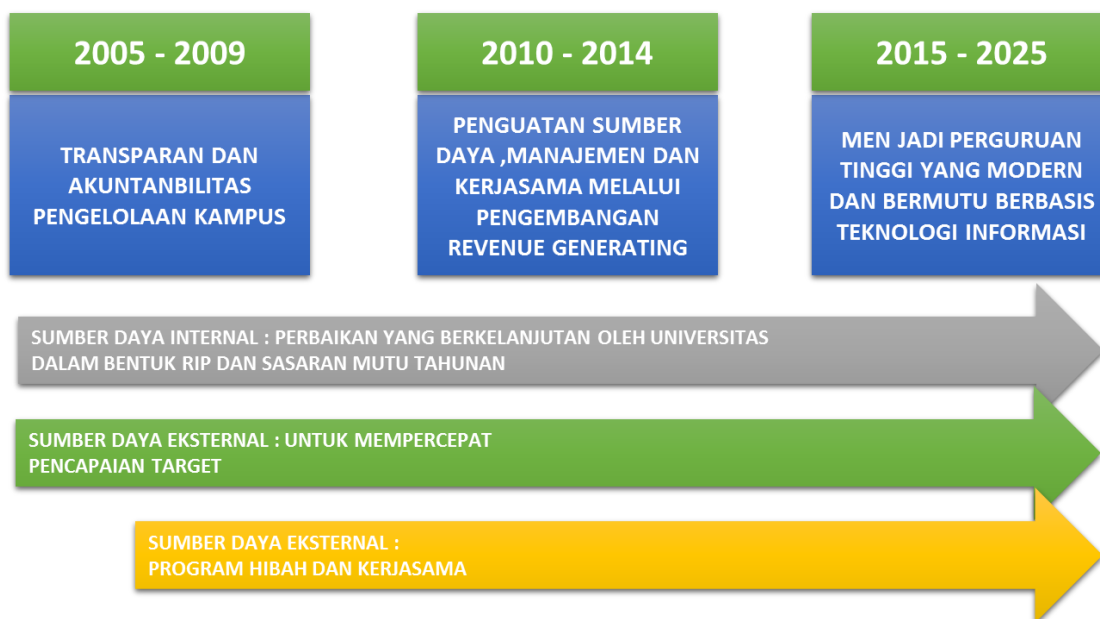 2005 - 2009
TRANSPARAN DAN
AKUNTANBILITAS
PENGELOLAAN KAMPUS
2010 - 2014
PENGUATAN SUMBER
DAYA ,MANAJEMEN DAN
KERJASAMA MELALUI
PENGEMBANGAN
REVENUE GENERATING
2015 - 2025
MEN JADI PERGURUAN
TINGGI YANG MODERN
DAN BERMUTU BERBASIS
TEKNOLOGI INFORMASI
SUMBER DAYA INTERNAL : PERBAIKAN YANG BERKELANJUTAN OLEH UNIVERSITAS
DALAM BENTUK RIP DAN SASARAN MUTU TAHUNAN
SUMBER DAYA EKSTERNAL : UNTUK MEMPERCEPAT
PENCAPAIAN TARGET
SUMBER DAYA EKSTERNAL :
PROGRAM HIBAH DAN KERJASAMA